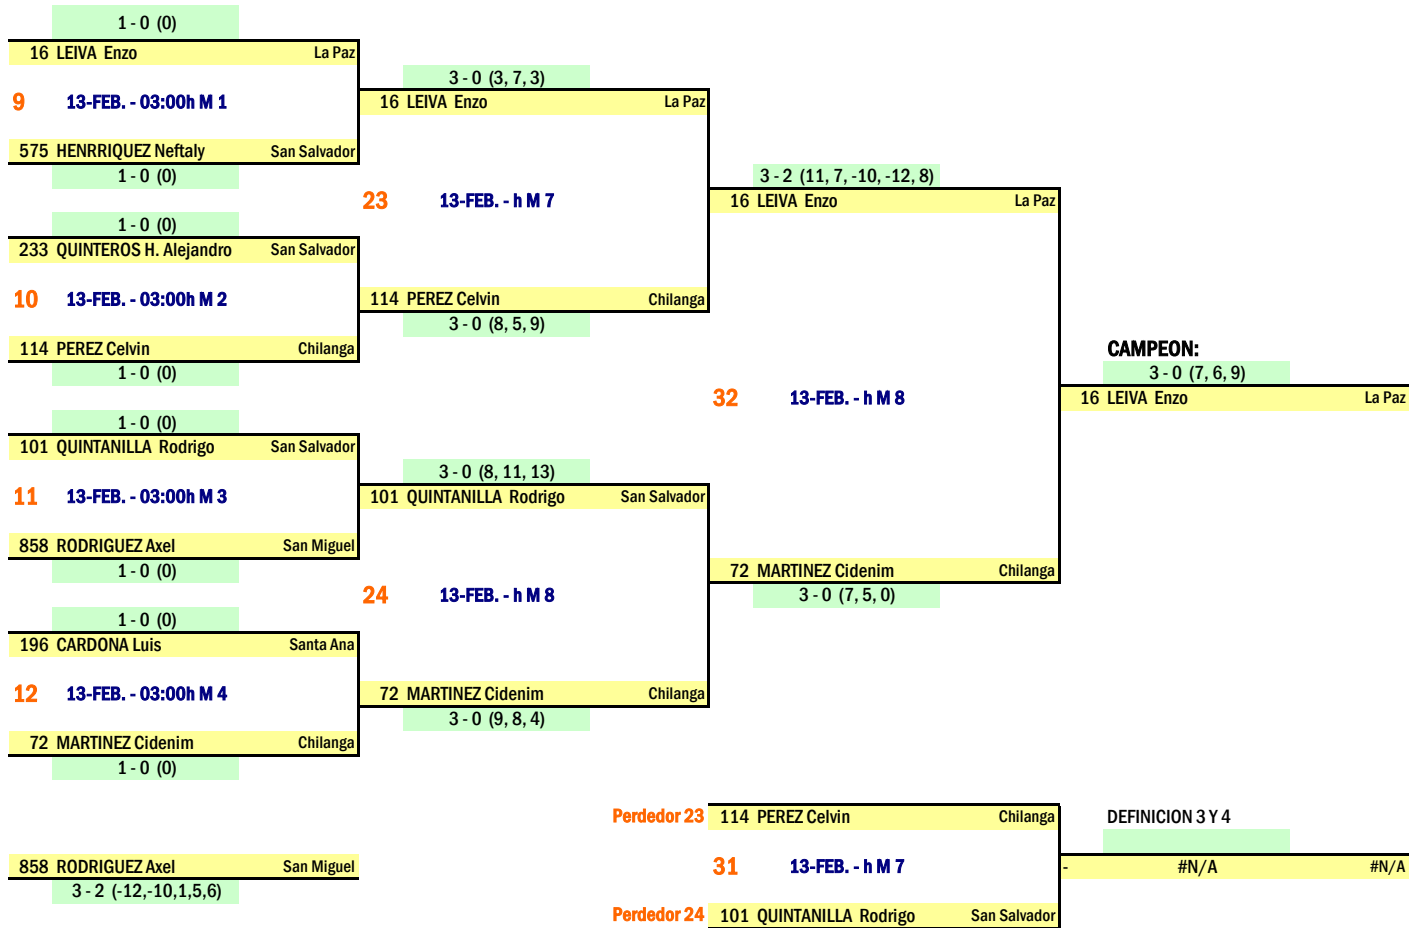 1 - 0 (0)
16 LEIVA Enzo La Paz
3 - 0 (3, 7, 3)
9 13-FEB. - 03:00h M 1
16 LEIVA Enzo La Paz
575 HENRRIQUEZ Neftaly San Salvador
1 - 0 (0)
3 - 2 (11, 7, -10, -12, 8)
23 13-FEB. - h M 7
16 LEIVA Enzo La Paz
1 - 0 (0)
233 QUINTEROS H. Alejandro San Salvador
10 13-FEB. - 03:00h M 2
114 PEREZ Celvin Chilanga
3 - 0 (8, 5, 9)
114 PEREZ Celvin Chilanga
CAMPEON:
1 - 0 (0)
3 - 0 (7, 6, 9)
32 13-FEB. - h M 8
16 LEIVA Enzo La Paz
1 - 0 (0)
101 QUINTANILLA Rodrigo San Salvador
3 - 0 (8, 11, 13)
11 13-FEB. - 03:00h M 3
101 QUINTANILLA Rodrigo San Salvador
858 RODRIGUEZ Axel San Miguel
1 - 0 (0)
72 MARTINEZ Cidenim Chilanga
24 13-FEB. - h M 8
3 - 0 (7, 5, 0)
1 - 0 (0)
196 CARDONA Luis Santa Ana
12 13-FEB. - 03:00h M 4
72 MARTINEZ Cidenim Chilanga
3 - 0 (9, 8, 4)
72 MARTINEZ Cidenim Chilanga
1 - 0 (0)
Perdedor 23 114 PEREZ Celvin Chilanga
DEFINICION 3 Y 4
858 RODRIGUEZ Axel San Miguel
31 13-FEB. - h M 7
- #N/A #N/A
3 - 2 (-12,-10,1,5,6)
Perdedor 24 101 QUINTANILLA Rodrigo San Salvador